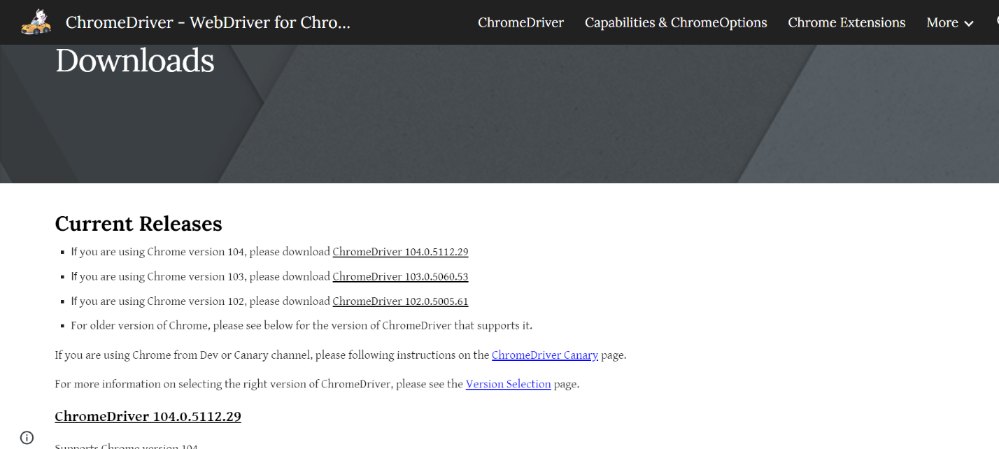 ChromeDriver - WebDriver for Chro...
ChromeDriver
Capabilities & ChromeOptions
Chrome Extensions
More
Downloads
Current Releases
If you are using Chrome version 104, please download ChromeDriver 104.0.5112.29
If you are using Chrome version 103, please download ChromeDriver 103.0.5060.53
If you are using Chrome version 102, please download ChromeDriver 102.0.5005.61
For older version of Chrome, please see below for the version of ChromeDriver that supports it.
If you are using Chrome from Dev or Canary channel, please following instructions on the ChromeDriver Canary page.
For more information on selecting the right version of ChromeDriver, please see the Version Selection page.
ChromeDriver 104.0.5112.29
Supports Chrome version 104